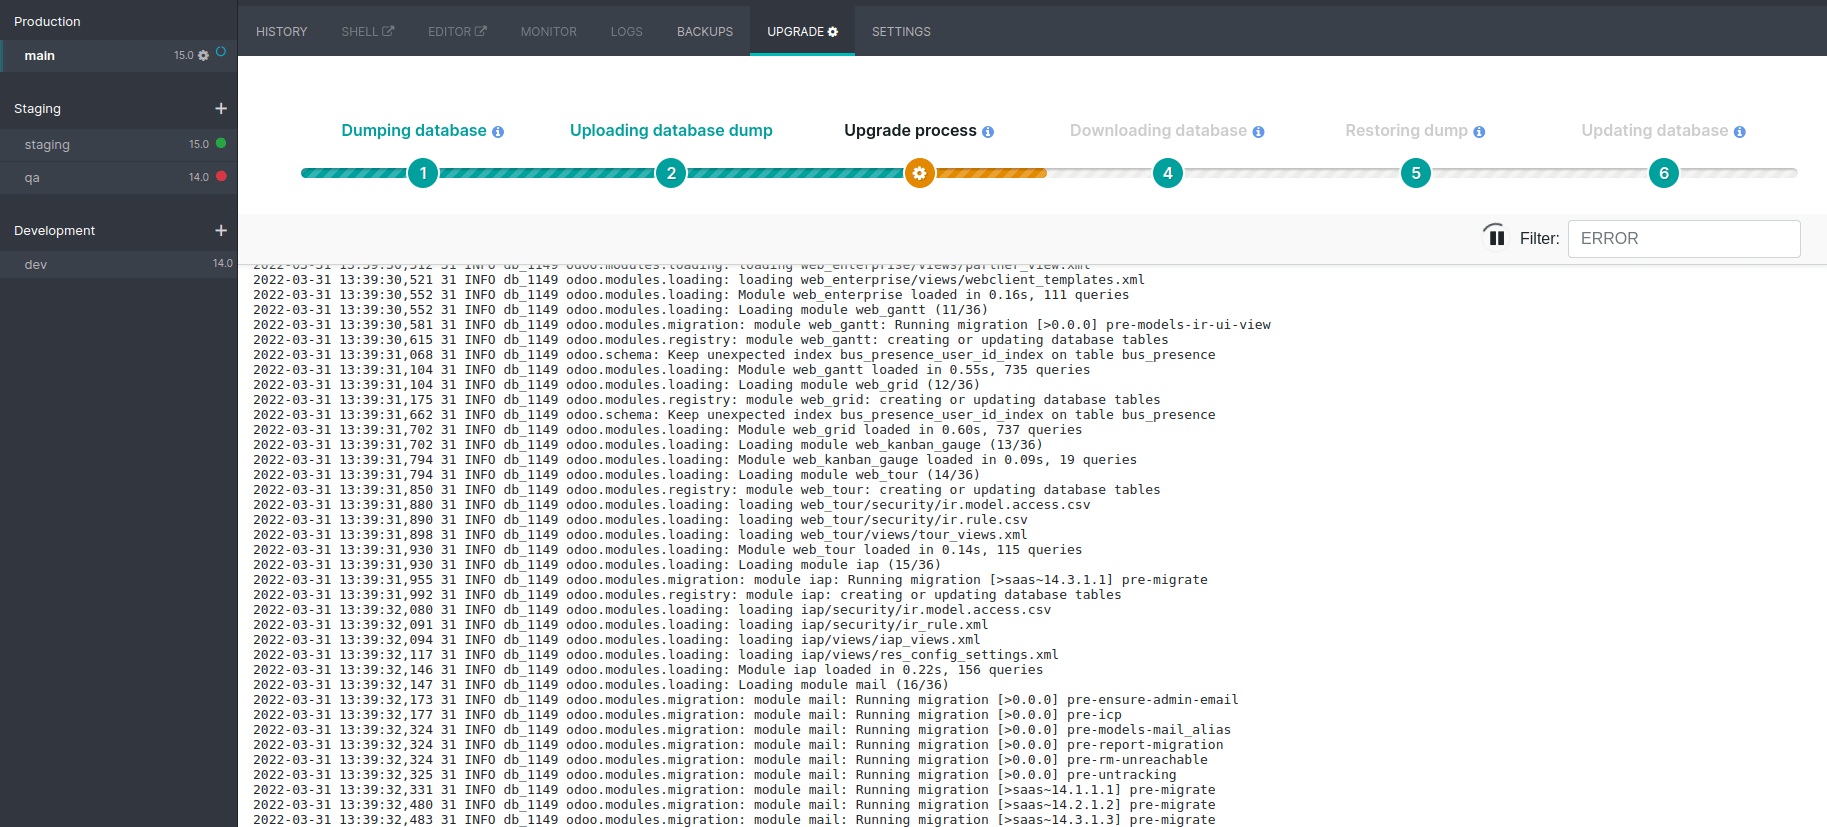 Production
main 15.0
Staging +
staging 15.0
qa 14.0
Development +
dev 14.0
HISTORY SHELL EDITOR MONITOR LOGS BACKUPS UPGRADE SETTINGS
Dumping database Uploading database dump Upgrade process Downloading database Restoring dump Updating database
1 2 4 5 6
Filter: ERROR
2022-03-31 13:39:30,512 31 INFO db_1149 odoo.modules.loading: loading web_enterprise/views/partner_view.xml
2022-03-31 13:39:30,521 31 INFO db_1149 odoo.modules.loading: loading web_enterprise/views/webclient_templates.xml
2022-03-31 13:39:30,552 31 INFO db_1149 odoo.modules.loading: Module web_enterprise loaded in 0.16s, 111 queries
2022-03-31 13:39:30,552 31 INFO db_1149 odoo.modules.loading: Loading module web_gantt (11/36)
2022-03-31 13:39:30,581 31 INFO db_1149 odoo.modules.migration: module web_gantt: Running migration [>0.0.0] pre-models-ir-ui-view
2022-03-31 13:39:30,615 31 INFO db_1149 odoo.modules.registry: module web_gantt: creating or updating database tables
2022-03-31 13:39:31,068 31 INFO db_1149 odoo.schema: Keep unexpected index bus_presence_user_id_index on table bus_presence
2022-03-31 13:39:31,104 31 INFO db_1149 odoo.modules.loading: Module web_gantt loaded in 0.55s, 735 queries
2022-03-31 13:39:31,104 31 INFO db_1149 odoo.modules.loading: Loading module web_grid (12/36)
2022-03-31 13:39:31,175 31 INFO db_1149 odoo.modules.registry: module web_grid: creating or updating database tables
2022-03-31 13:39:31,662 31 INFO db_1149 odoo.schema: Keep unexpected index bus_presence_user_id_index on table bus_presence
2022-03-31 13:39:31,702 31 INFO db_1149 odoo.modules.loading: Module web_grid loaded in 0.60s, 737 queries
2022-03-31 13:39:31,702 31 INFO db_1149 odoo.modules.loading: Loading module web_kanban_gauge (13/36)
2022-03-31 13:39:31,794 31 INFO db_1149 odoo.modules.loading: Module web_kanban_gauge loaded in 0.09s, 19 queries
2022-03-31 13:39:31,794 31 INFO db_1149 odoo.modules.loading: Loading module web_tour (14/36)
2022-03-31 13:39:31,850 31 INFO db_1149 odoo.modules.registry: module web_tour: creating or updating database tables
2022-03-31 13:39:31,880 31 INFO db_1149 odoo.modules.loading: loading web_tour/security/ir.model.access.csv
2022-03-31 13:39:31,890 31 INFO db_1149 odoo.modules.loading: loading web_tour/security/ir.rule.csv
2022-03-31 13:39:31,898 31 INFO db_1149 odoo.modules.loading: loading web_tour/views/tour_views.xml
2022-03-31 13:39:31,930 31 INFO db_1149 odoo.modules.loading: Module web_tour loaded in 0.14s, 115 queries
2022-03-31 13:39:31,930 31 INFO db_1149 odoo.modules.loading: Loading module iap (15/36)
2022-03-31 13:39:31,955 31 INFO db_1149 odoo.modules.migration: module iap: Running migration [>saas~14.3.1.1] pre-migrate
2022-03-31 13:39:31,992 31 INFO db_1149 odoo.modules.registry: module iap: creating or updating database tables
2022-03-31 13:39:32,080 31 INFO db_1149 odoo.modules.loading: loading iap/security/ir.model.access.csv
2022-03-31 13:39:32,091 31 INFO db_1149 odoo.modules.loading: loading iap/security/ir_rule.xml
2022-03-31 13:39:32,094 31 INFO db_1149 odoo.modules.loading: loading iap/views/iap_views.xml
2022-03-31 13:39:32,117 31 INFO db_1149 odoo.modules.loading: loading iap/views/res_config_settings.xml
2022-03-31 13:39:32,146 31 INFO db_1149 odoo.modules.loading: Module iap loaded in 0.22s, 156 queries
2022-03-31 13:39:32,147 31 INFO db_1149 odoo.modules.loading: Loading module mail (16/36)
2022-03-31 13:39:32,173 31 INFO db_1149 odoo.modules.migration: module mail: Running migration [>0.0.0] pre-ensure-admin-email
2022-03-31 13:39:32,177 31 INFO db_1149 odoo.modules.migration: module mail: Running migration [>0.0.0] pre-icp
2022-03-31 13:39:32,324 31 INFO db_1149 odoo.modules.migration: module mail: Running migration [>0.0.0] pre-models-mail_alias
2022-03-31 13:39:32,324 31 INFO db_1149 odoo.modules.migration: module mail: Running migration [>0.0.0] pre-report-migration
2022-03-31 13:39:32,324 31 INFO db_1149 odoo.modules.migration: module mail: Running migration [>0.0.0] pre-rm-unreachable
2022-03-31 13:39:32,325 31 INFO db_1149 odoo.modules.migration: module mail: Running migration [>0.0.0] pre-untracking
2022-03-31 13:39:32,331 31 INFO db_1149 odoo.modules.migration: module mail: Running migration [>saas~14.1.1.1] pre-migrate
2022-03-31 13:39:32,480 31 INFO db_1149 odoo.modules.migration: module mail: Running migration [>saas~14.2.1.2] pre-migrate
2022-03-31 13:39:32,483 31 INFO db_1149 odoo.modules.migration: module mail: Running migration [>saas~14.3.1.3] pre-migrate